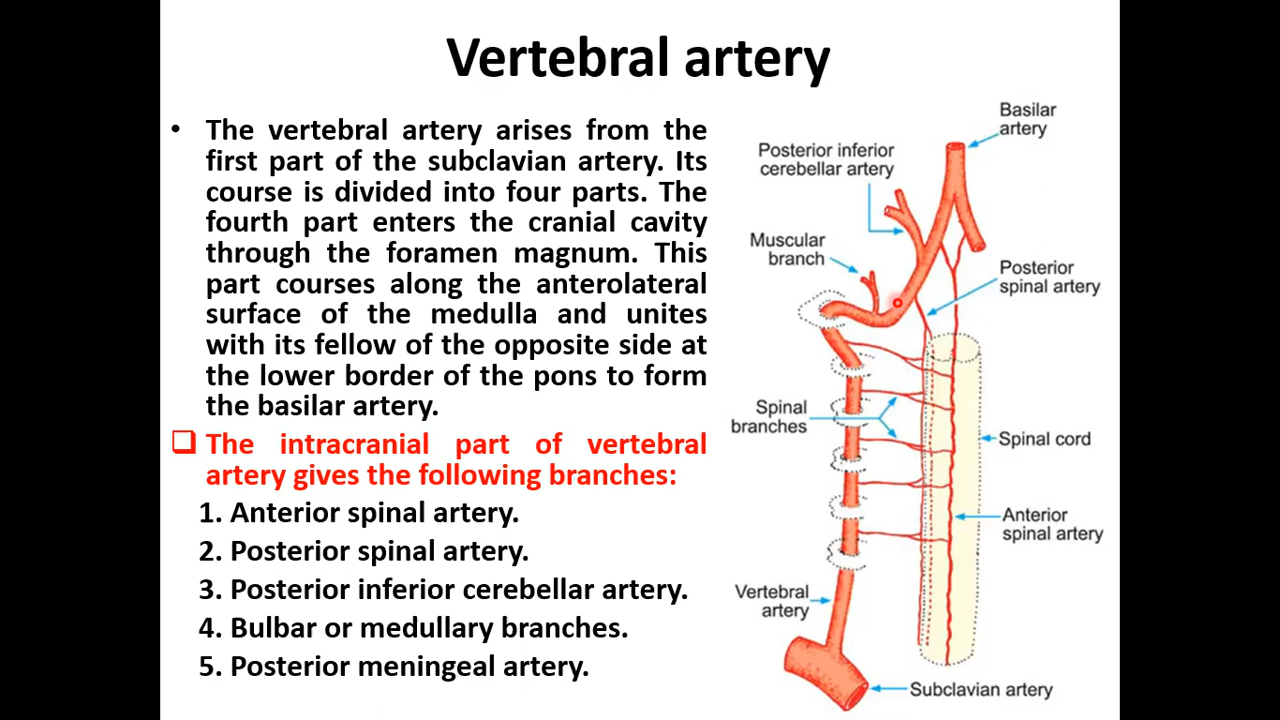 Vertebral artery
• The vertebral artery arises from the
first part of the subclavian artery. Its
course is divided into four parts. The
fourth part enters the cranial cavity
through the foramen magnum. This
part courses along the anterolateral
surface of the medulla and unites
with its fellow of the opposite side at
the lower border of the pons to form
the basilar artery.
❑ The intracranial part of vertebral
artery gives the following branches:
1. Anterior spinal artery.
2. Posterior spinal artery.
3. Posterior inferior cerebellar artery.
4. Bulbar or medullary branches.
5. Posterior meningeal artery.
Basilar
artery
Posterior inferior
cerebellar artery
Muscular
branch
Posterior
spinal artery
Spinal
branches
Spinal cord
Anterior
spinal artery
Vertebral
artery
Subclavian artery